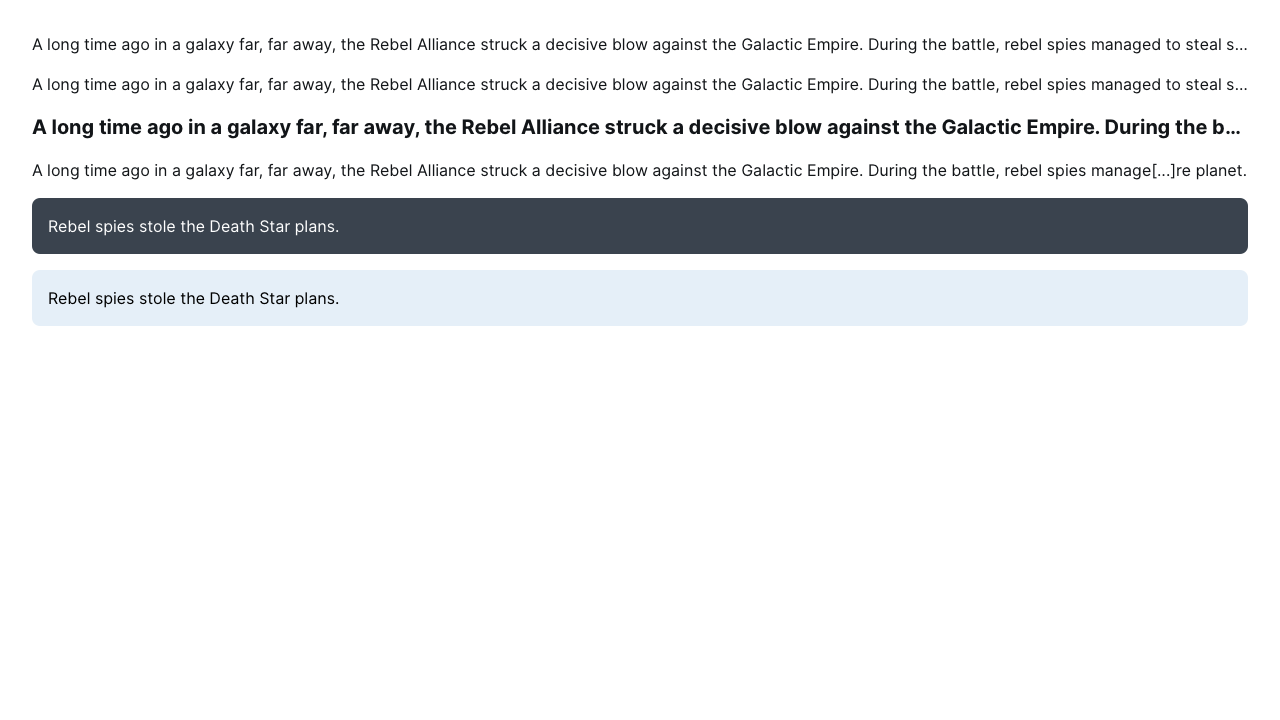 A long time ago in a galaxy far, far away, the Rebel Alliance struck a decisive blow against the Galactic Empire. During the battle, rebel spies managed to steal s…
A long time ago in a galaxy far, far away, the Rebel Alliance struck a decisive blow against the Galactic Empire. During the battle, rebel spies managed to steal s…
A long time ago in a galaxy far, far away, the Rebel Alliance struck a decisive blow against the Galactic Empire. During the b…
A long time ago in a galaxy far, far away, the Rebel Alliance struck a decisive blow against the Galactic Empire. During the battle, rebel spies manage[…]re planet.
Rebel spies stole the Death Star plans.
Rebel spies stole the Death Star plans.